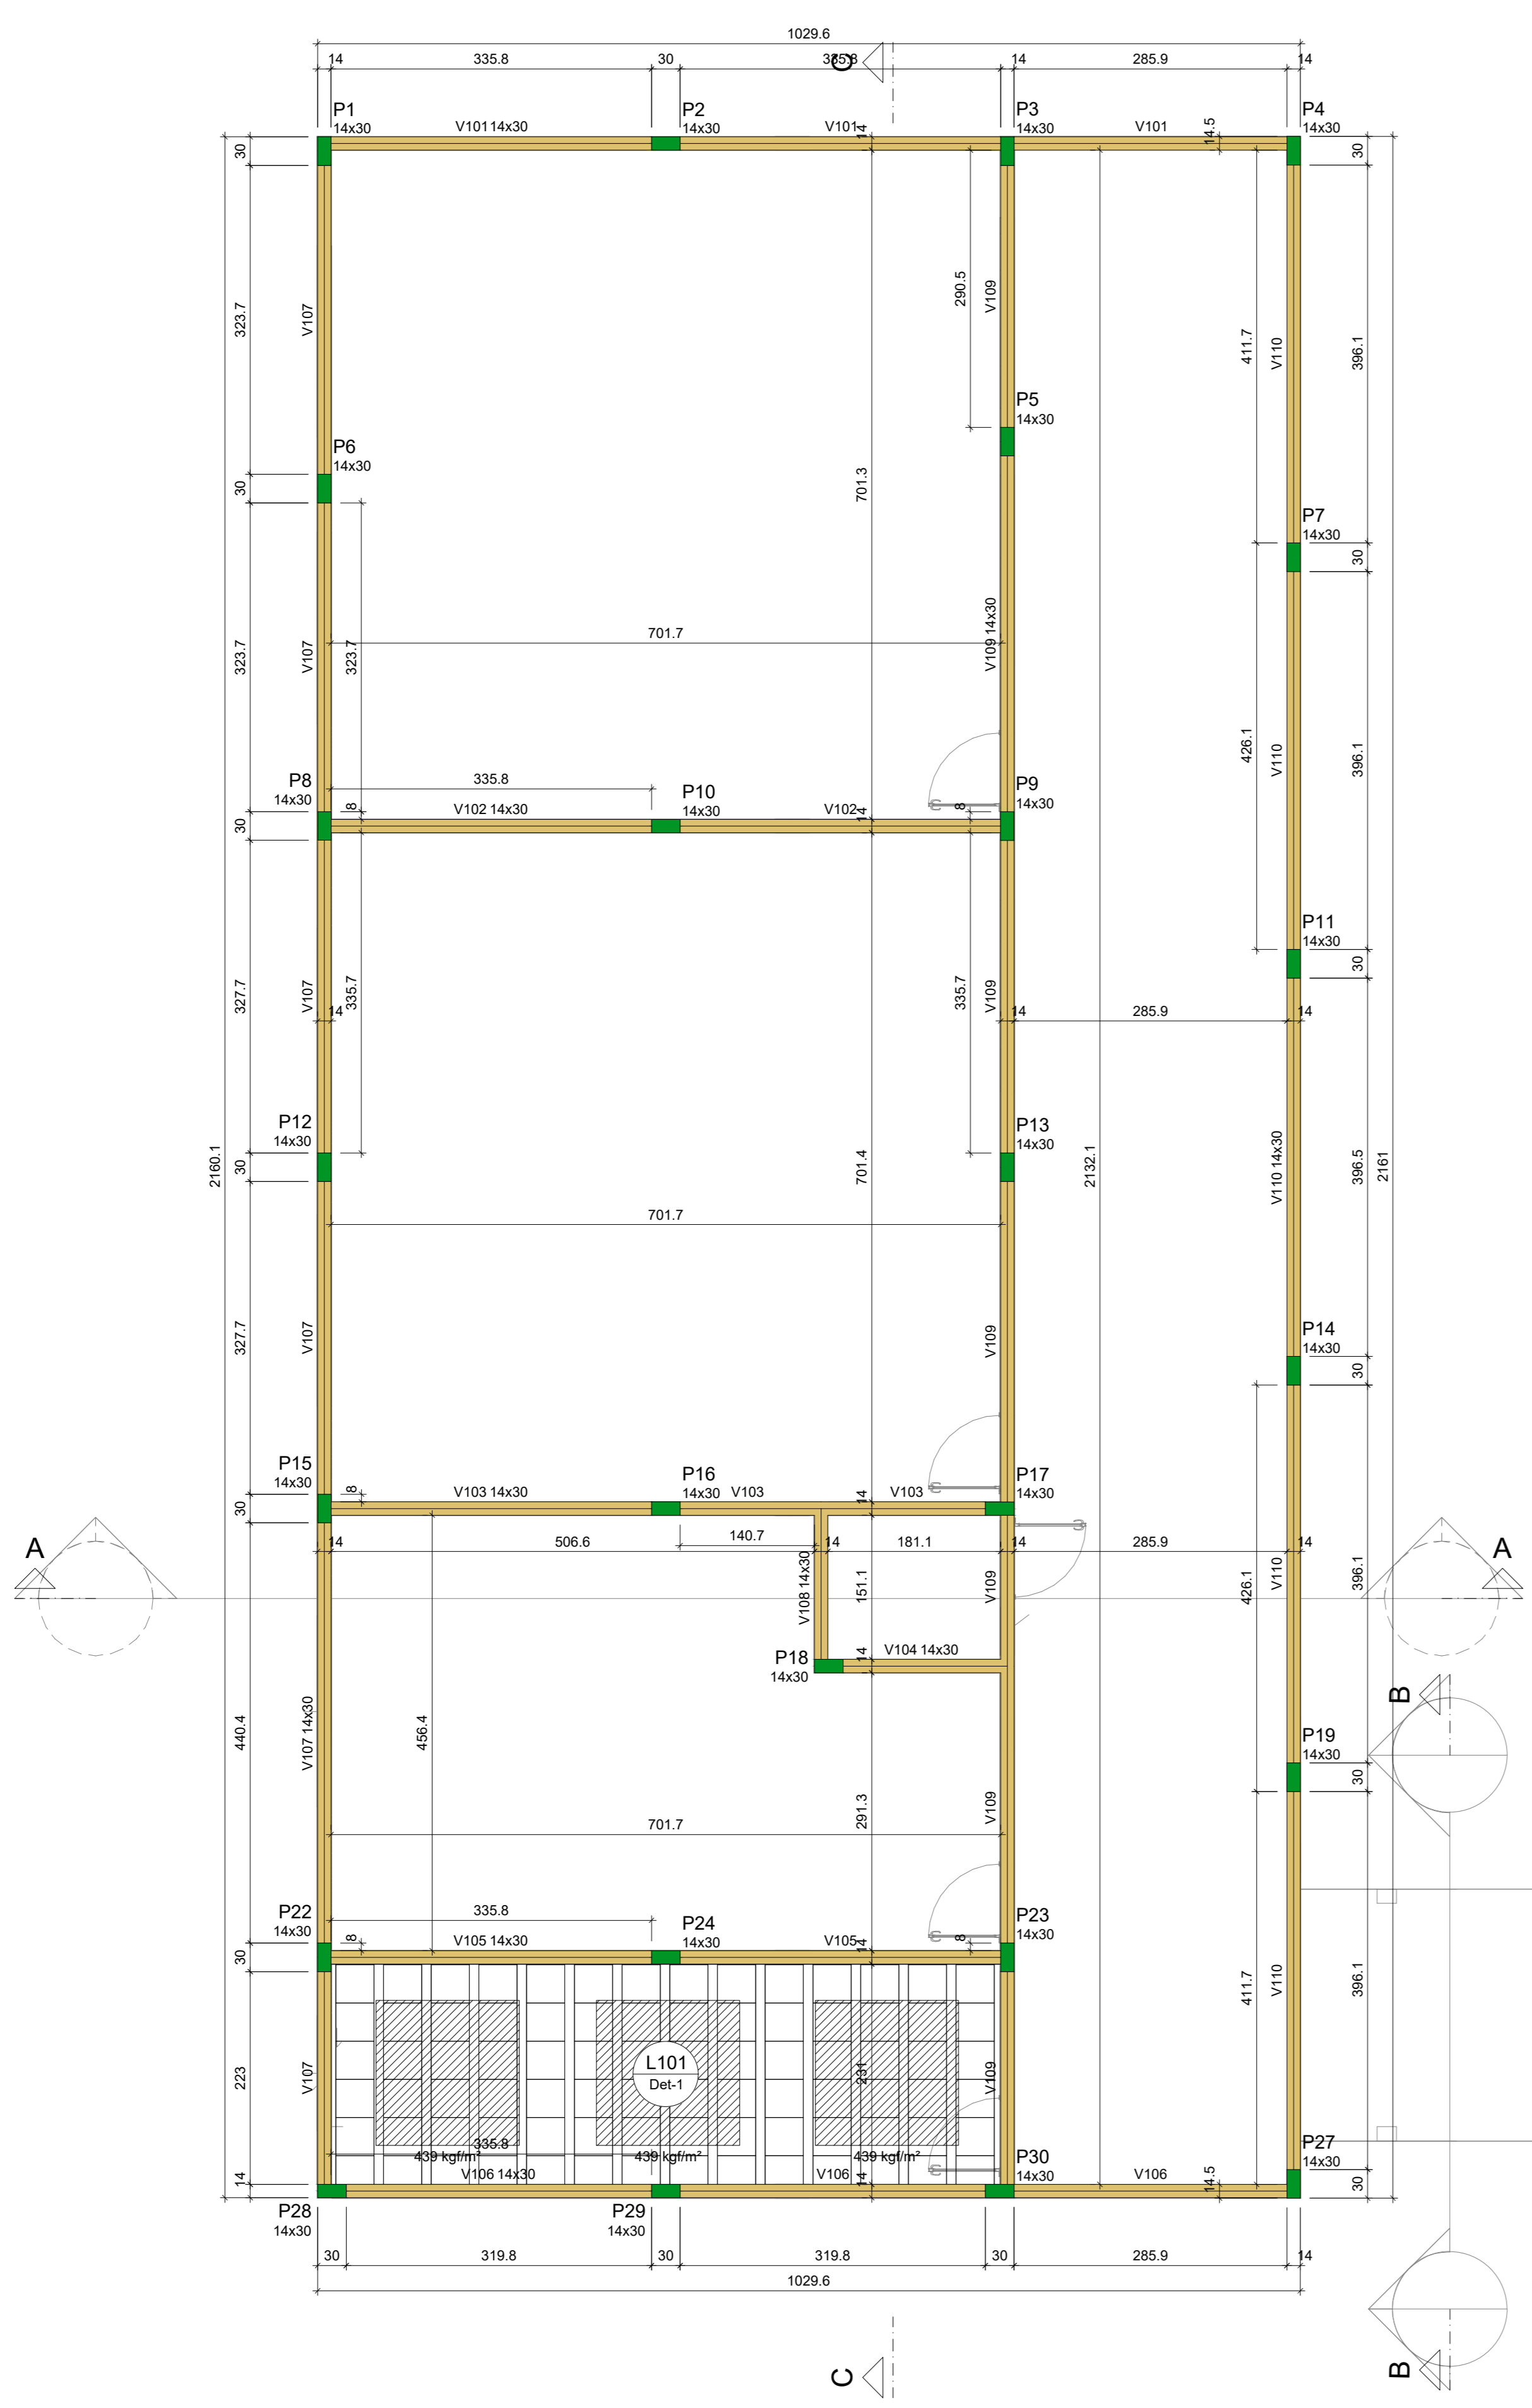 1029.6
14 335.8 30 335.8 14 285.9 14
C
P1
14x30
V101 14x30
P2
14x30
V101
14
P3
14x30
V101
14.5
P4
14x30
30
30
323.7
V107
290.5
V109
411.7
V110
396.1
P5
14x30
P6
14x30
30
701.3
P7
14x30
30
323.7
V107
323.7
701.7
V109 14x30
426.1
V110
396.1
P8
14x30
335.8
P10
14x30
P9
14x30
8
V102 14x30
V102
14
8
30
P11
14x30
30
327.7
V107
335.7
335.7
V109
14
14
285.9
14
P12
14x30
P13
14x30
2160.1
30
701.4
2132.1
V110 14x30
396.5
2161
701.7
327.7
V107
V109
P14
14x30
30
P15
14x30
P16
14x30
P17
14x30
8
V103 14x30
V103
14
V103
30
140.7
14 506.6 14 181.1 14 285.9 14
A
A
V108 14x30
151.1
V109
426.1
V110
396.1
P18
14x30
14
V104 14x30
B
440.4
V107 14x30
456.4
P19
14x30
30
291.3
V109
701.7
335.8
P22
14x30
P24
14x30
P23
14x30
8
V105 14x30
V105
14
8
30
411.7
V110
396.1
L101
Det-1
223
V107
231
V109
335.8
439 kgf/m²
439 kgf/m²
439 kgf/m²
P30
14x30
P27
14x30
14
V106 14x30
V106
14
V106
14.5
30
P28
14x30
P29
14x30
30 319.8 30 319.8 30 285.9 14
1029.6
C
B